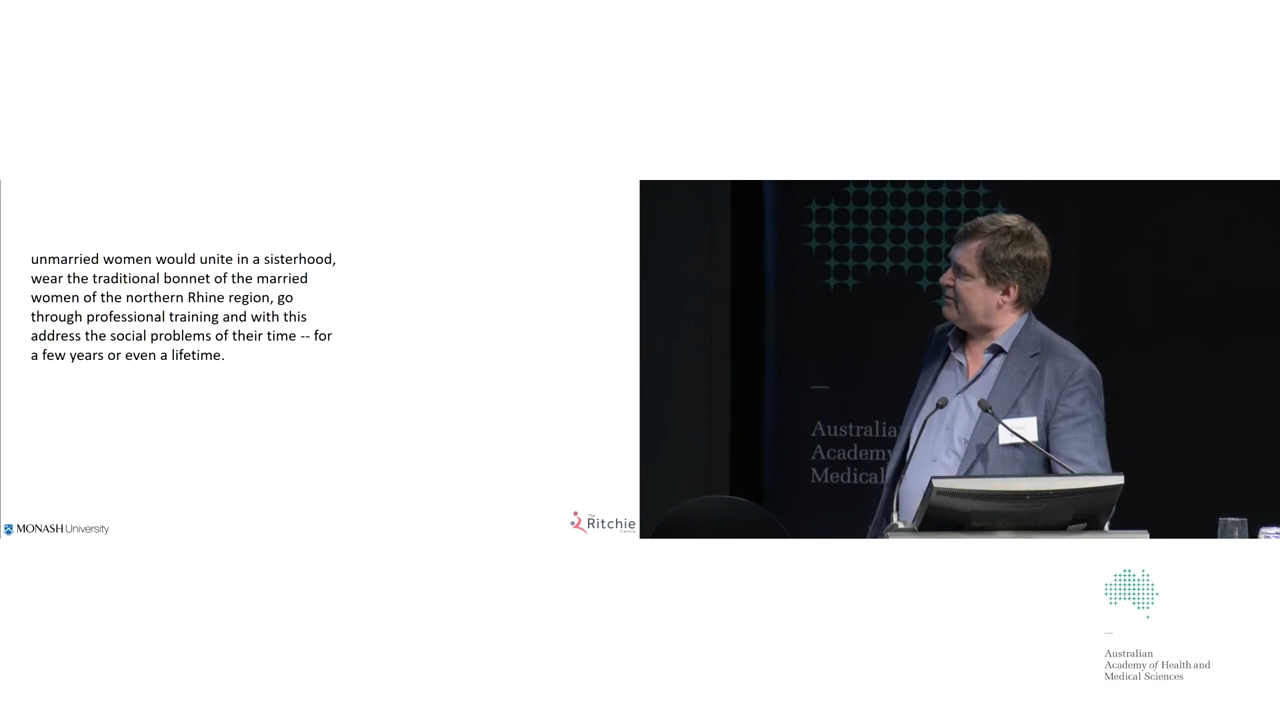 unmarried women would unite in a sisterhood,
wear the traditional bonnet of the married
women of the northern Rhine region, go
through professional training and with this
address the social problems of their time -- for
a few years or even a lifetime.
MONASH University
The
Ritchie
Centre
Australia
Academy
Medical
Australian
Academy of Health and
Medical Sciences